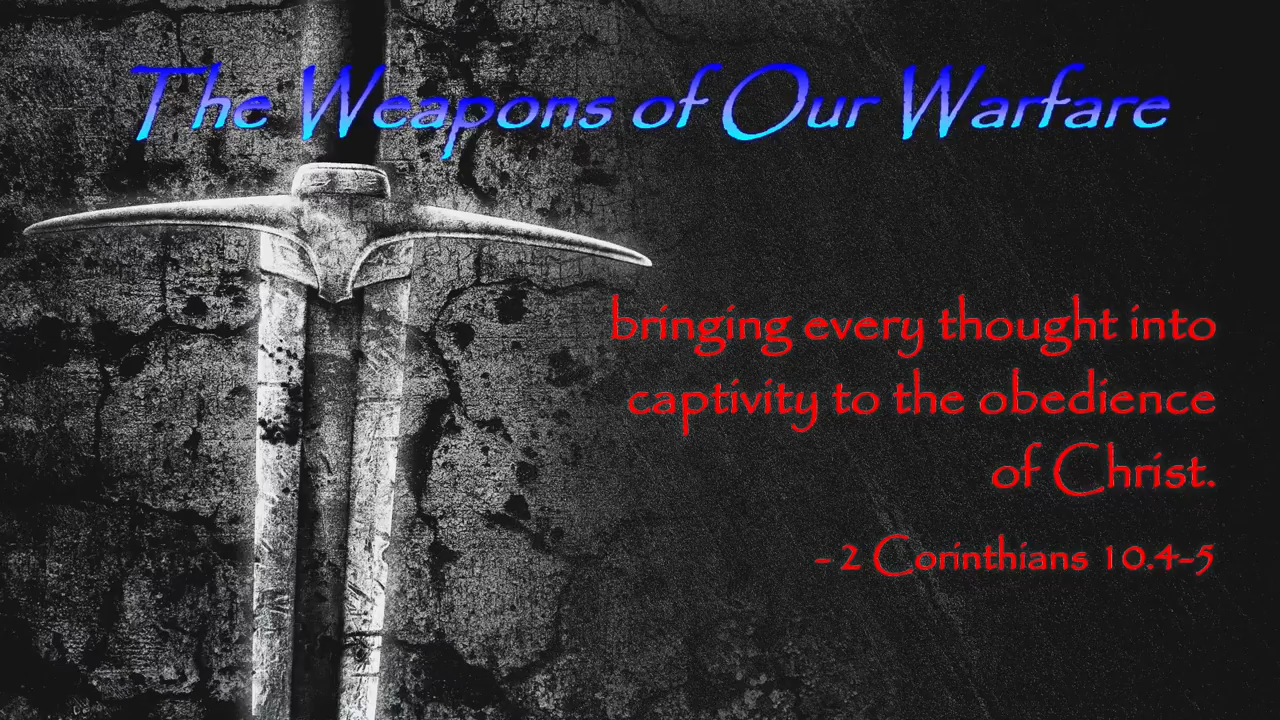 The Weapons of Our Warfare
bringing every thought into
captivity to the obedience
of Christ.
- 2 Corinthians 10.4-5